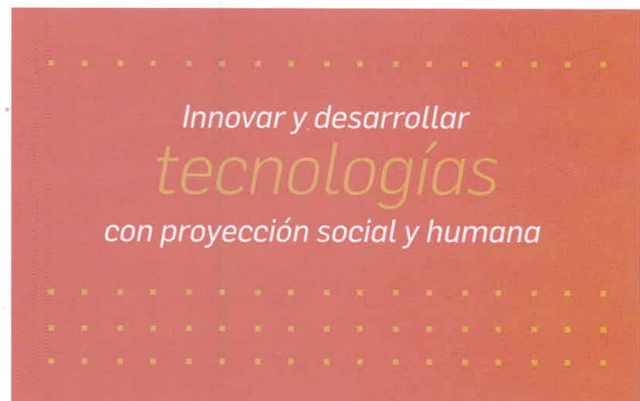 Innovar y desarrollar
tecnologías
con proyección social y humana